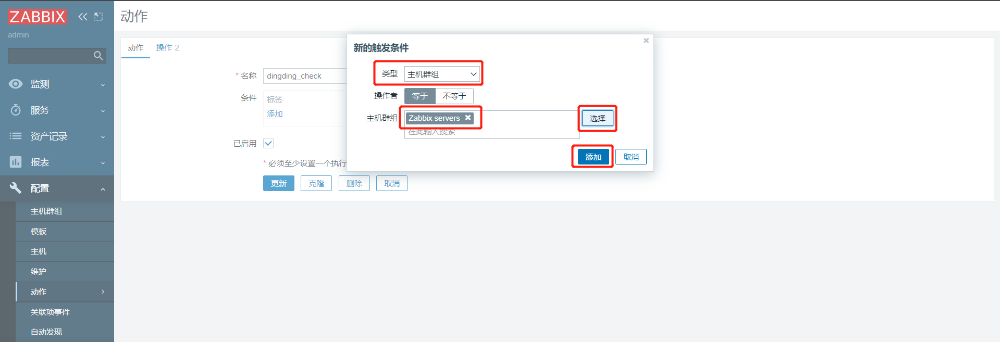 ZABBIX
admin
监测
服务
资产记录
报表
配置
主机群组
模板
主机
维护
动作
关联项事件
自动发现
动作
动作 操作 2
* 名称 dingding_check
条件 标签
添加
已启用
* 必须至少设置一个执行
更新 克隆 删除 取消
新的触发条件
类型 主机群组
操作者 等于 不等于
主机群组 Zabbix servers 选择
在此输入搜索
添加 取消